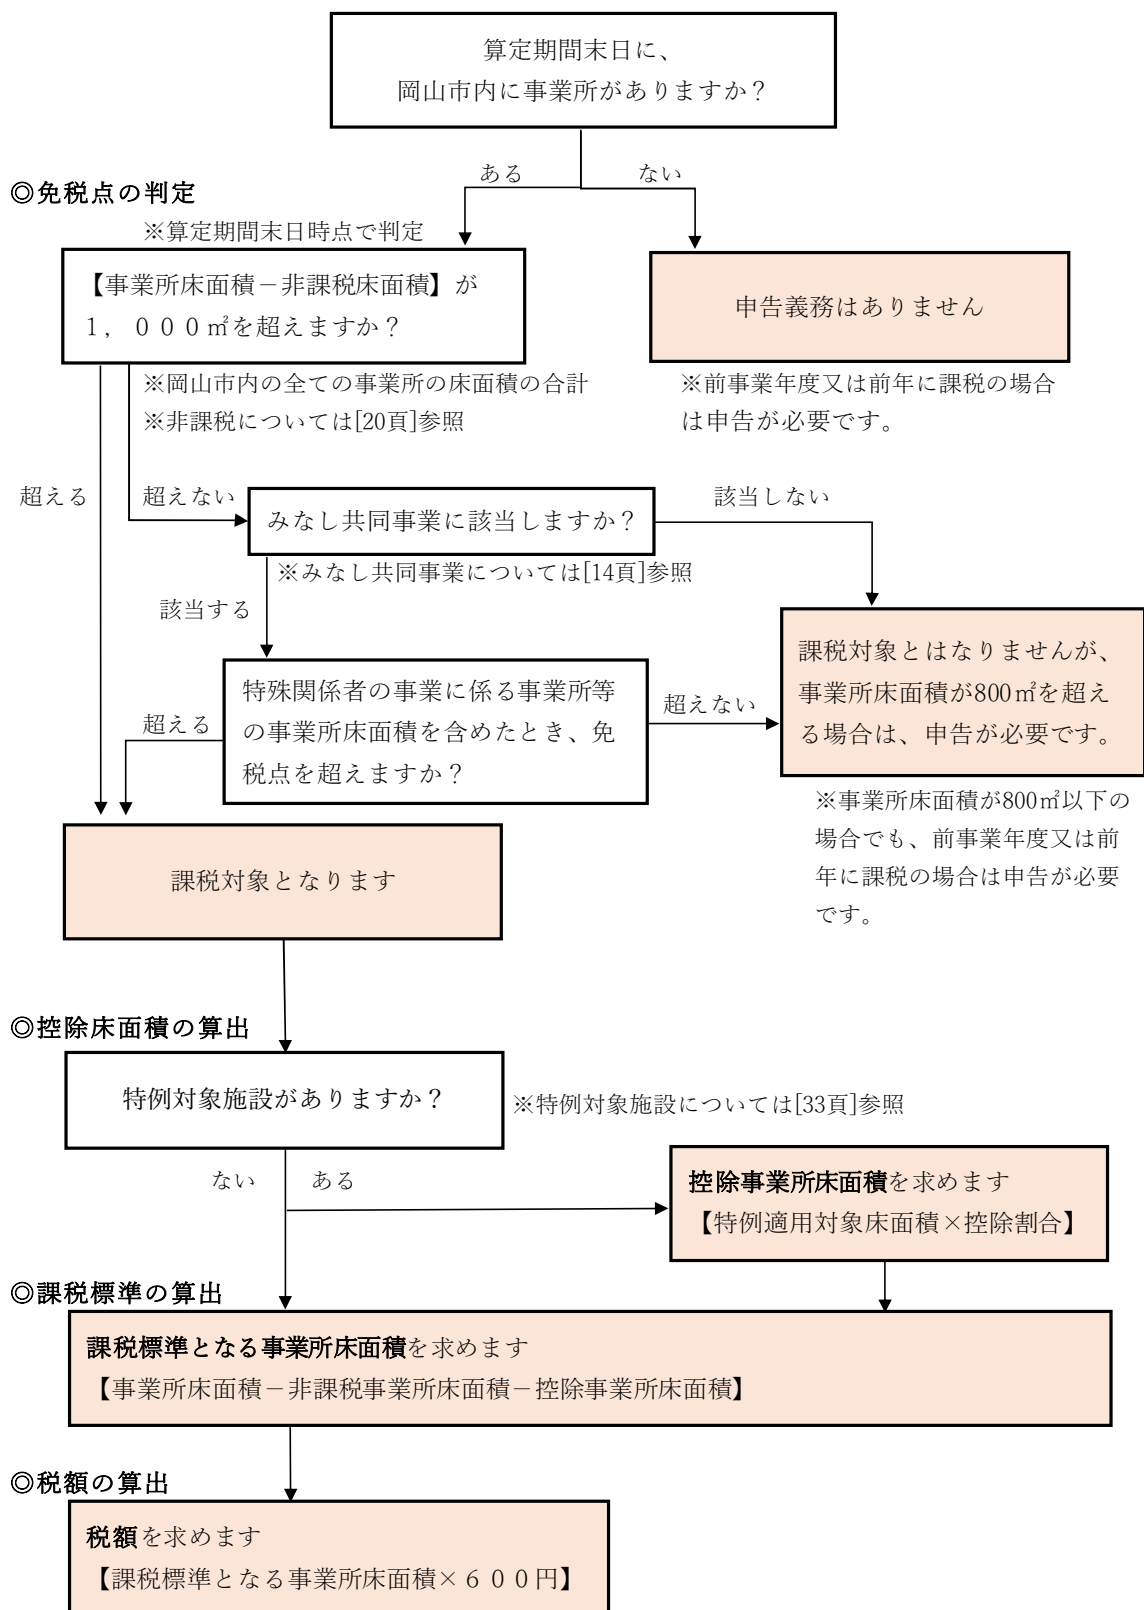 算定期間末日に、
岡山市内に事業所がありますか？
ある
ない
◎免税点の判定
※算定期間末日時点で判定
【事業所床面積－非課税床面積】が
１，０００㎡を超えますか？
申告義務はありません
※岡山市内の全ての事業所の床面積の合計
※非課税については[20頁]参照
※前事業年度又は前年に課税の場合
は申告が必要です。
超える
超えない
みなし共同事業に該当しますか？
該当しない
※みなし共同事業については[14頁]参照
該当する
特殊関係者の事業に係る事業所等
の事業所床面積を含めたとき、免
税点を超えますか？
超える
超えない
課税対象とはなりませんが、
事業所床面積が800㎡を超え
る場合は、申告が必要です。
※事業所床面積が800㎡以下の
場合でも、前事業年度又は前
年に課税の場合は申告が必要
です。
課税対象となります
◎控除床面積の算出
特例対象施設がありますか？
※特例対象施設については[33頁]参照
ない
ある
控除事業所床面積を求めます
【特例適用対象床面積×控除割合】
◎課税標準の算出
課税標準となる事業所床面積を求めます
【事業所床面積－非課税事業所床面積－控除事業所床面積】
◎税額の算出
税額を求めます
【課税標準となる事業所床面積×６００円】